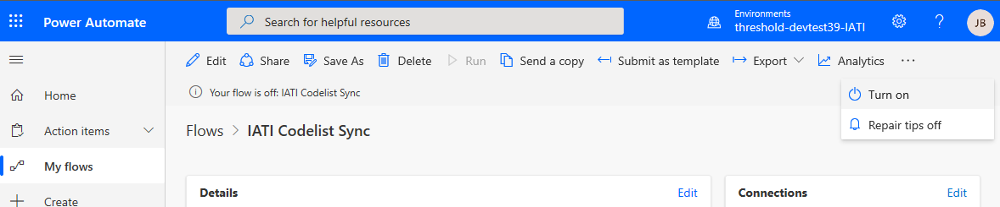 Power Automate
Search for helpful resources
Environments
threshold-devtest39-IATI
?
JB
Edit
Share
Save As
Delete
Run
Send a copy
Submit as template
Export
Analytics
...
Your flow is off: IATI Codelist Sync
Turn on
Repair tips off
Home
Action items
My flows
Create
Flows > IATI Codelist Sync
Details
Edit
Connections
Edit